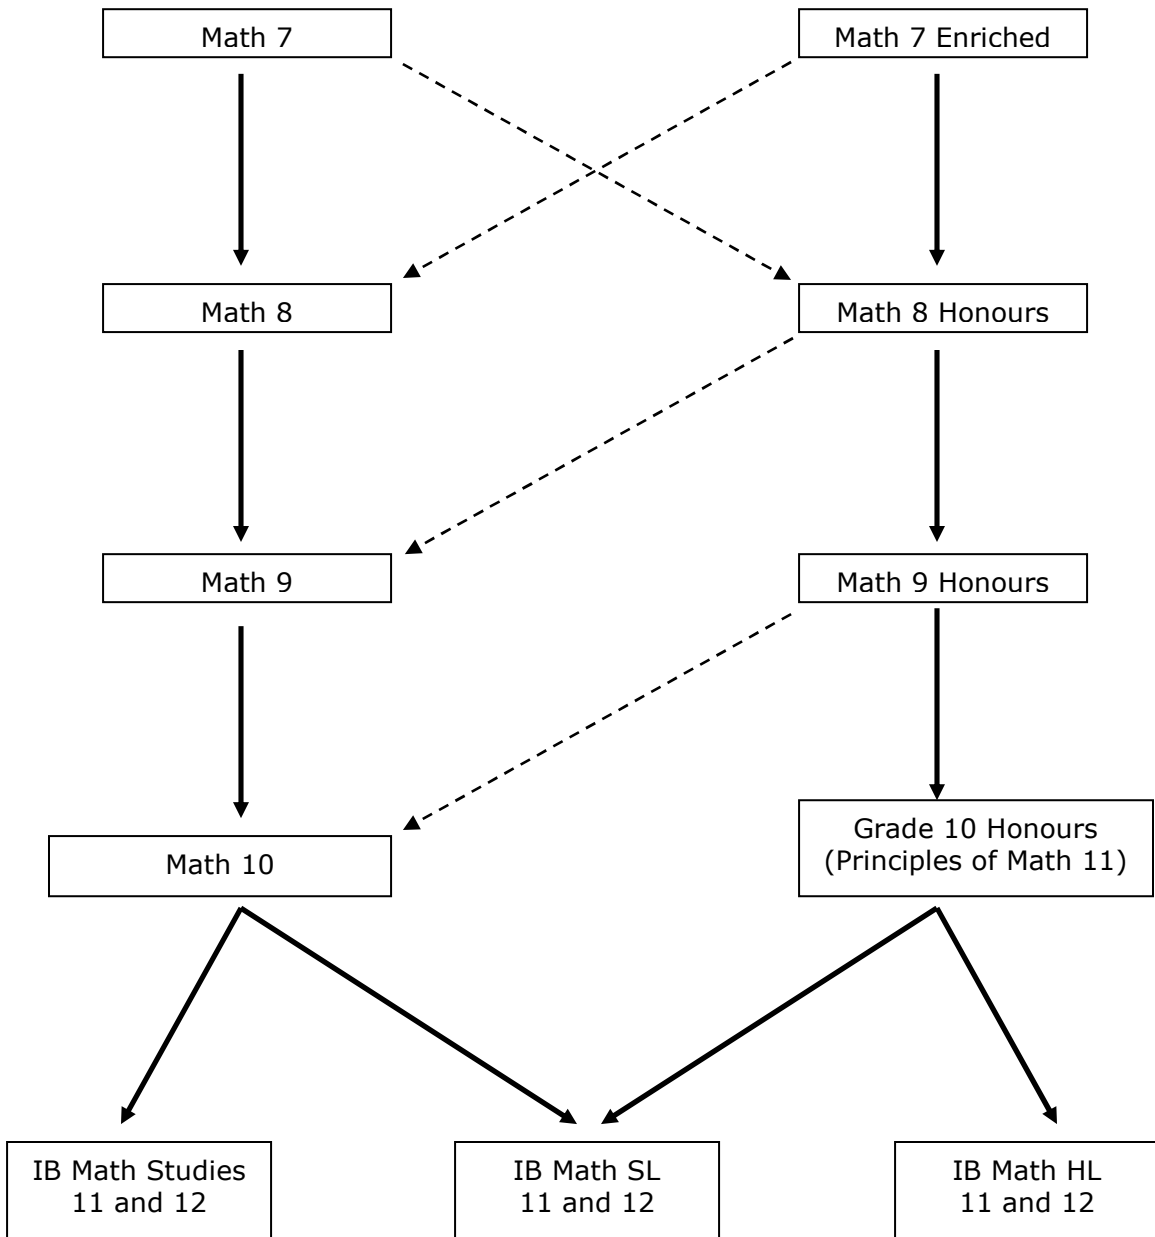 Math 7
Math 7 Enriched
Math 8
Math 8 Honours
Math 9
Math 9 Honours
Math 10
Grade 10 Honours
(Principles of Math 11)
IB Math Studies
11 and 12
IB Math SL
11 and 12
IB Math HL
11 and 12